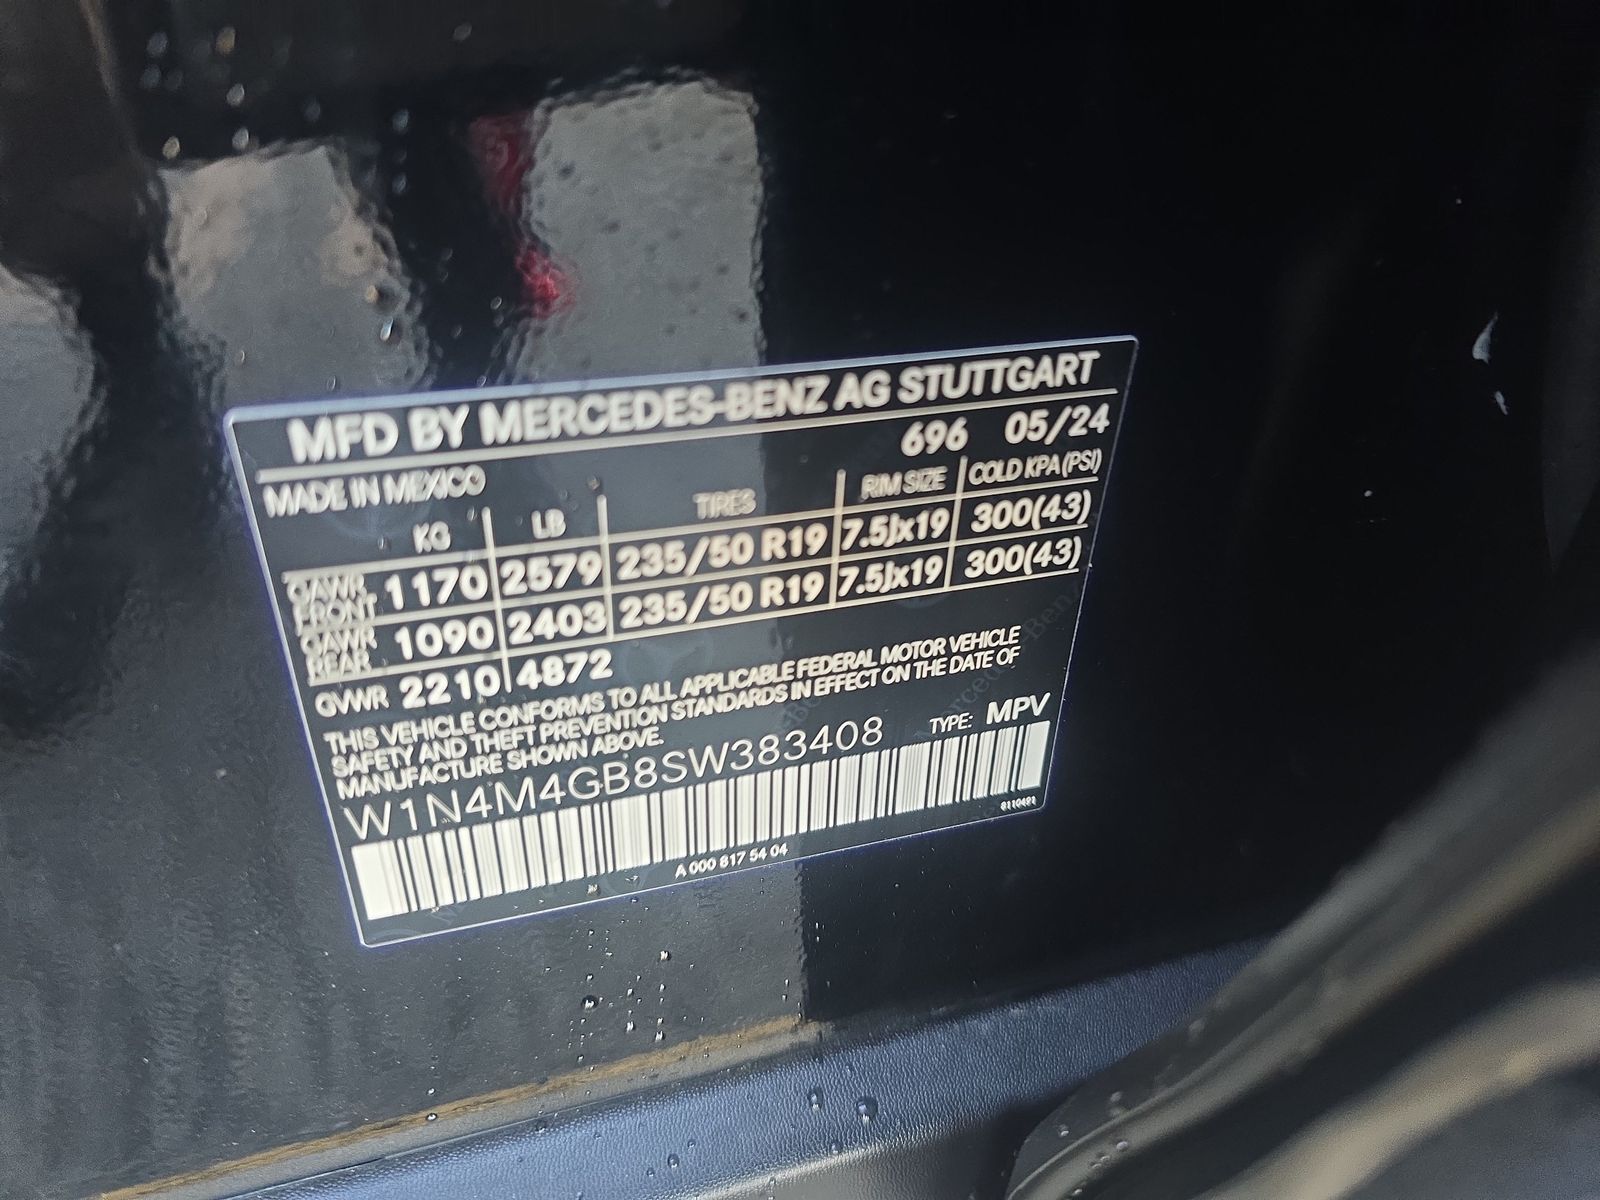 MFD BY MERCEDES-BENZ AG STUTTGART
696 05/24
MADE IN MEXICO
KG LB TIRES RIM SIZE COLD KPA (PSI)
GAWR FRONT 1170 2579 235/50 R19 7.5Jx19 300(43)
GAWR REAR 1090 2403 235/50 R19 7.5Jx19 300(43)
GVWR 2210 4872
THIS VEHICLE CONFORMS TO ALL APPLICABLE FEDERAL MOTOR VEHICLE
SAFETY AND THEFT PREVENTION STANDARDS IN EFFECT ON THE DATE OF
MANUFACTURE SHOWN ABOVE.
W1N4M4GB8SW383408 TYPE: MPV
8110491
A 000 817 54 04